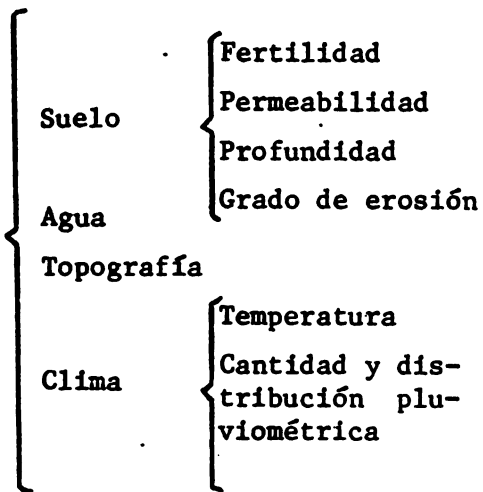 Suelo
Fertilidad
Permeabilidad
Profundidad
Grado de erosión
Agua
Topografía
Clima
Temperatura
Cantidad y dis-
tribución plu-
viométrica